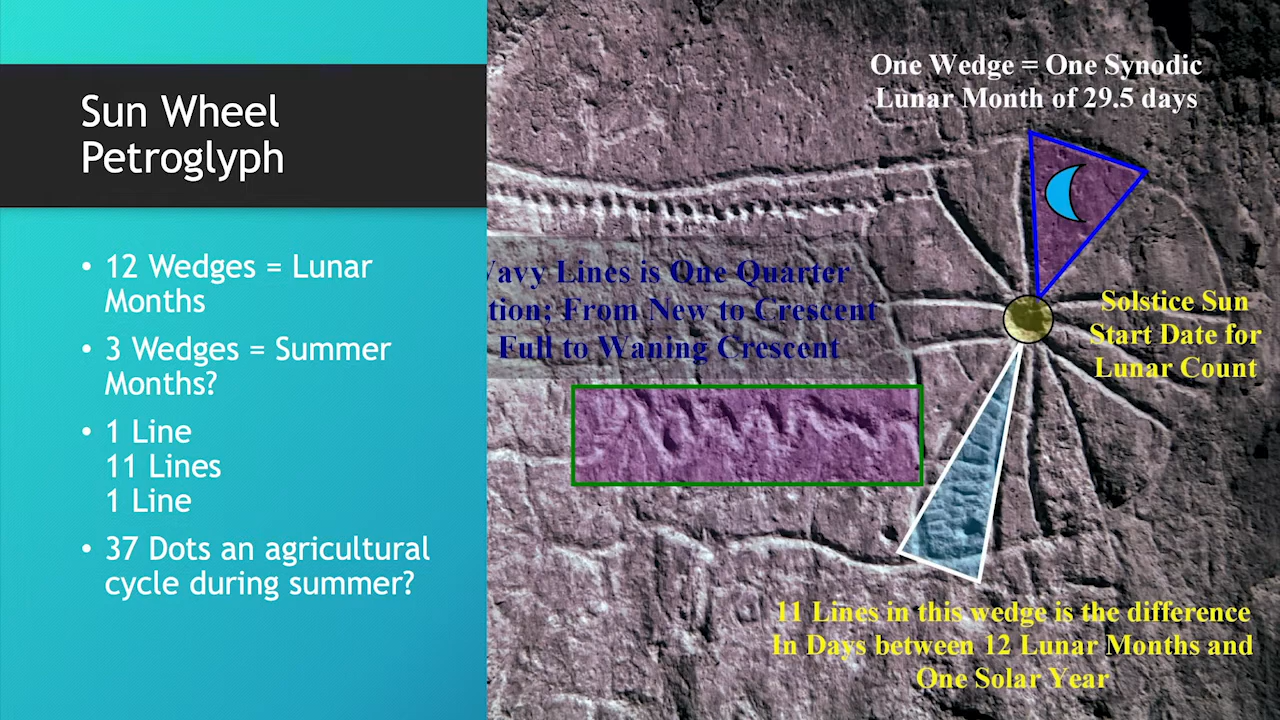 Sun Wheel
Petroglyph
• 12 Wedges = Lunar
Months
• 3 Wedges = Summer
Months?
• 1 Line
11 Lines
1 Line
• 37 Dots an agricultural
cycle during summer?
One Wedge = One Synodic
Lunar Month of 29.5 days
Lines is One Quarter
From New to Crescent
Full to Waning Crescent
Solstice Sun
Start Date for
Lunar Count
11 Lines in this wedge is the difference
In Days between 12 Lunar Months and
One Solar Year